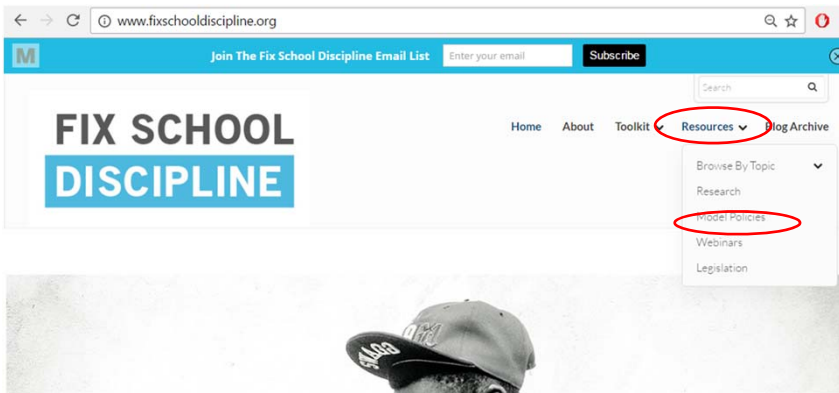 www.fixschooldiscipline.org
M
Join The Fix School Discipline Email List Enter your email Subscribe
Search
FIX SCHOOL
DISCIPLINE
Home About Toolkit Resources Blog Archive
Browse By Topic
Research
Model Policies
Webinars
Legislation